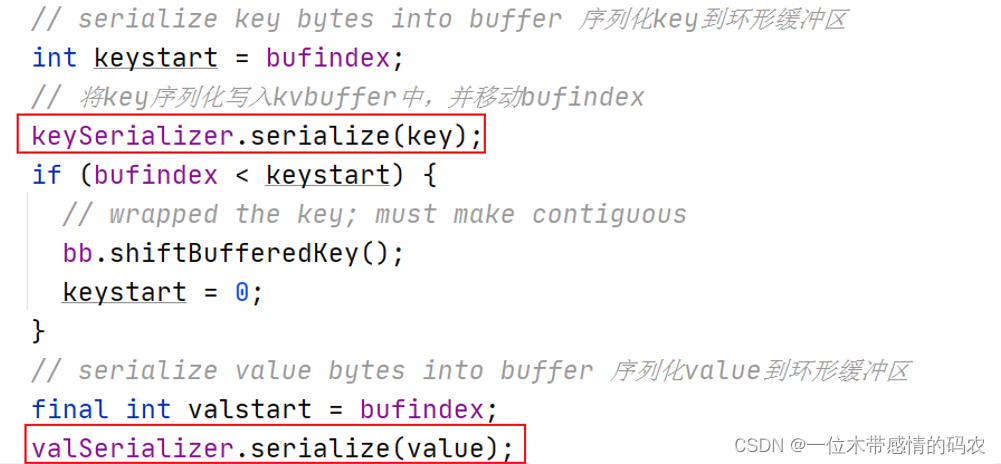 // serialize key bytes into buffer 序列化key到环形缓冲区
int keystart = bufindex;
// 将key序列化写入kvbuffer中，并移动bufindex
keySerializer.serialize(key);
if (bufindex < keystart) {
// wrapped the key; must make contiguous
bb.shiftBufferedKey();
keystart = 0;
}
// serialize value bytes into buffer 序列化value到环形缓冲区
final int valstart = bufindex;
valSerializer.serialize(value);
CSDN @一位木带感情的码农